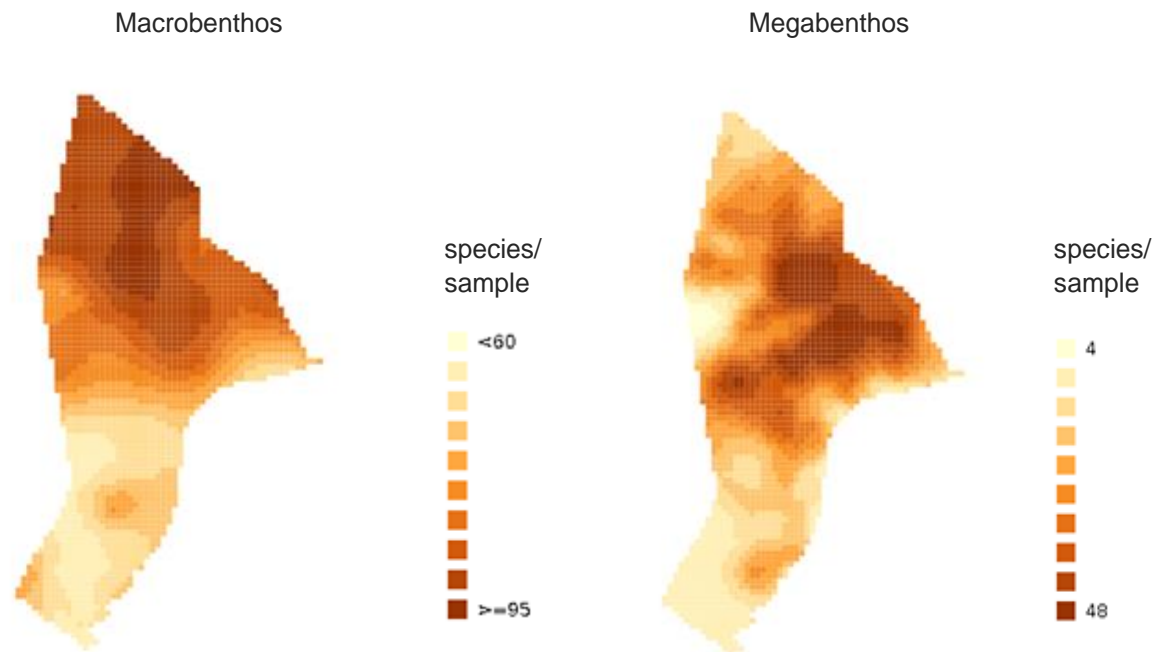 Macrobenthos
Megabenthos
species/
sample
<60
>=95
species/
sample
4
48